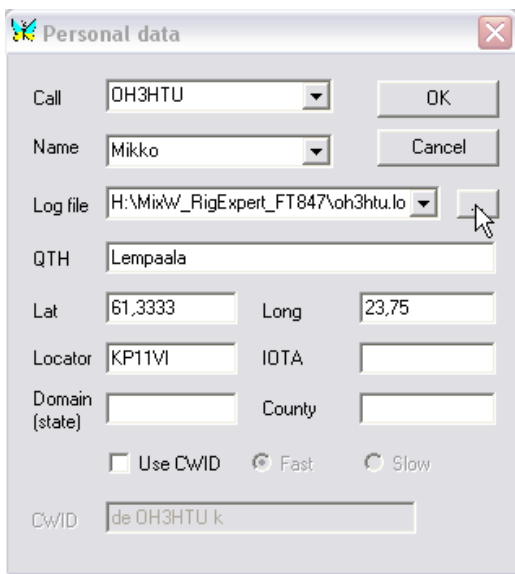 Personal data
Call OH3HTU OK
Name Mikko Cancel
Log file H:\MixW_RigExpert_FT847\oh3htu.lo
QTH Lempaala
Lat 61,3333 Long 23,75
Locator KP11VI IOTA
Domain
(state) County
Use CWID Fast Slow
CWID de OH3HTU k